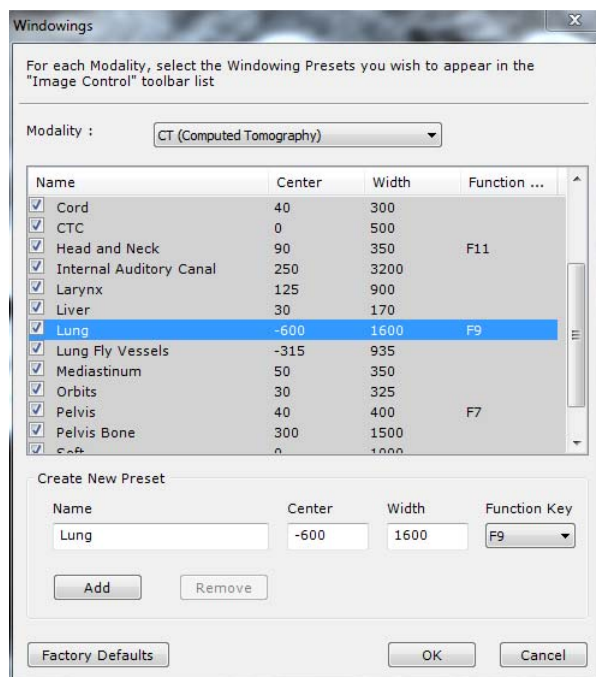 Windowings
For each Modality, select the Windowing Presets you wish to appear in the
"Image Control" toolbar list
Modality : CT (Computed Tomography)
Name Center Width Function ...
Cord 40 300
CTC 0 500
Head and Neck 90 350 F11
Internal Auditory Canal 250 3200
Larynx 125 900
Liver 30 170
Lung -600 1600 F9
Lung Fly Vessels -315 935
Mediastinum 50 350
Orbits 30 325
Pelvis 40 400 F7
Pelvis Bone 300 1500
Soft 0 1000
Create New Preset
Name Center Width Function Key
Lung -600 1600 F9
Add Remove
Factory Defaults OK Cancel